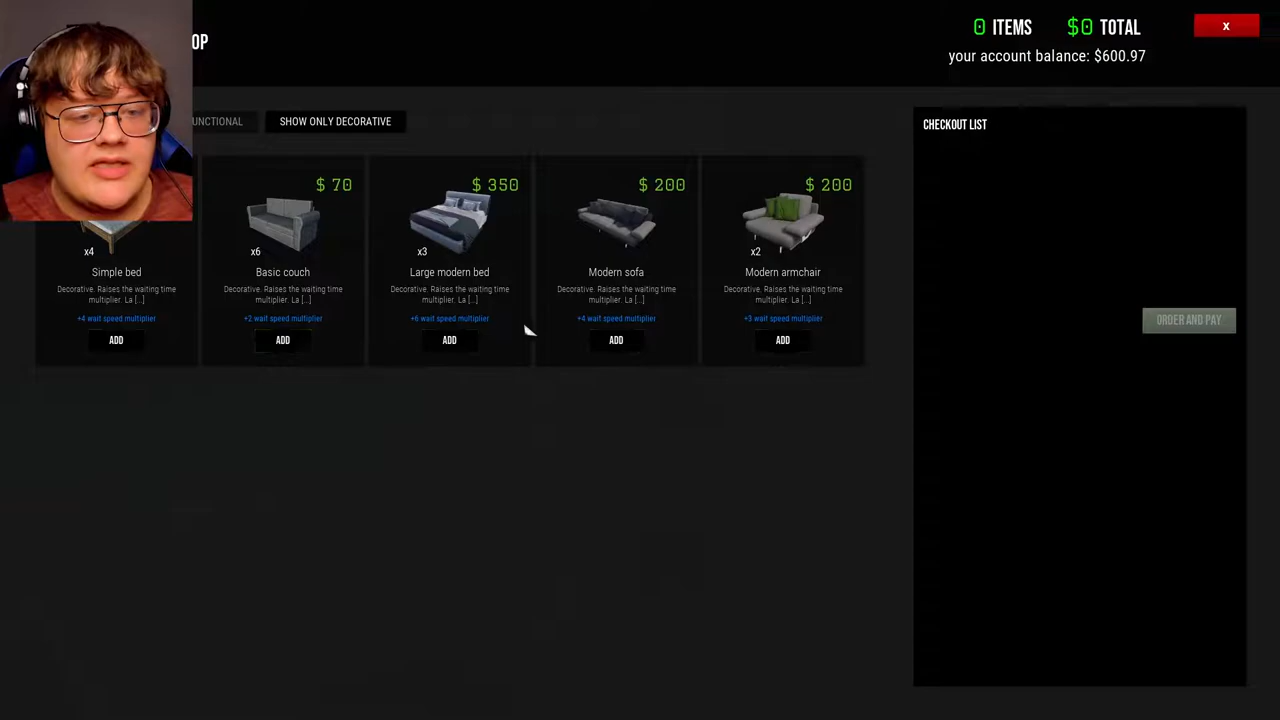 OP
0 ITEMS $0 TOTAL X
your account balance: $600.97
UNCTIONAL SHOW ONLY DECORATIVE
CHECKOUT LIST
$ 70 $ 350 $ 200 $ 200
x4 x6 x3 x2
Simple bed Basic couch Large modern bed Modern sofa Modern armchair
Decorative. Raises the waiting time Decorative. Raises the waiting time Decorative. Raises the waiting time Decorative. Raises the waiting time Decorative. Raises the waiting time
multiplier. La [...] multiplier. La [...] multiplier. La [...] multiplier. La [...] multiplier. La [...]
+4 wait speed multiplier +2 wait speed multiplier +6 wait speed multiplier +4 wait speed multiplier +3 wait speed multiplier
ORDER AND PAY
ADD ADD ADD ADD ADD